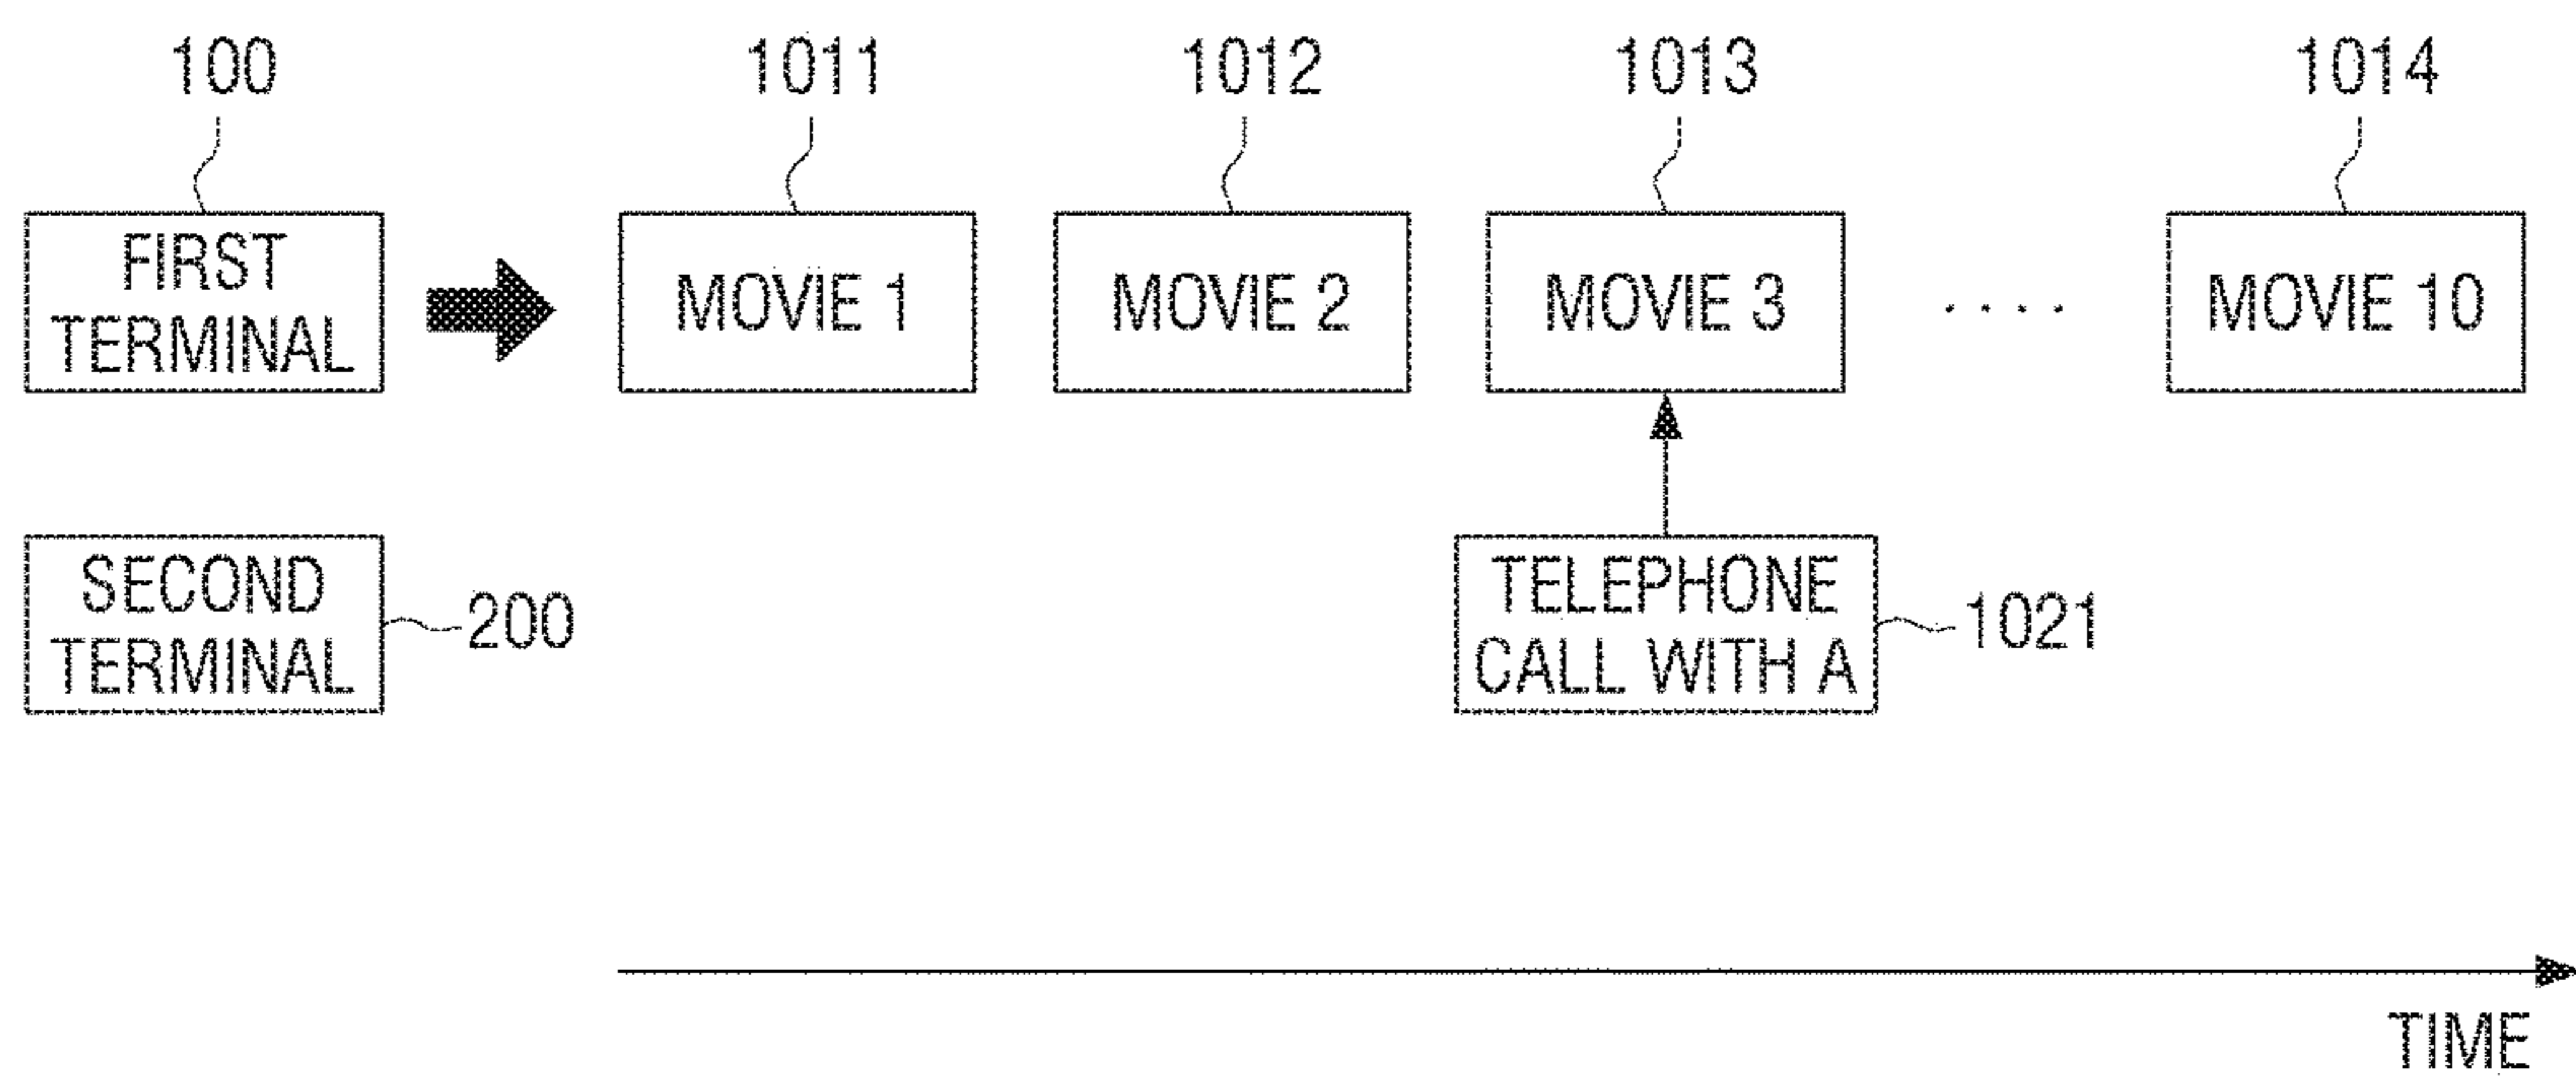 100
1011
1012
1013
1014
FIRST
TERMINAL
MOVIE 1
MOVIE 2
MOVIE 3
. . . .
MOVIE 10
SECOND
TERMINAL
200
TELEPHONE
CALL WITH A
1021
TIME